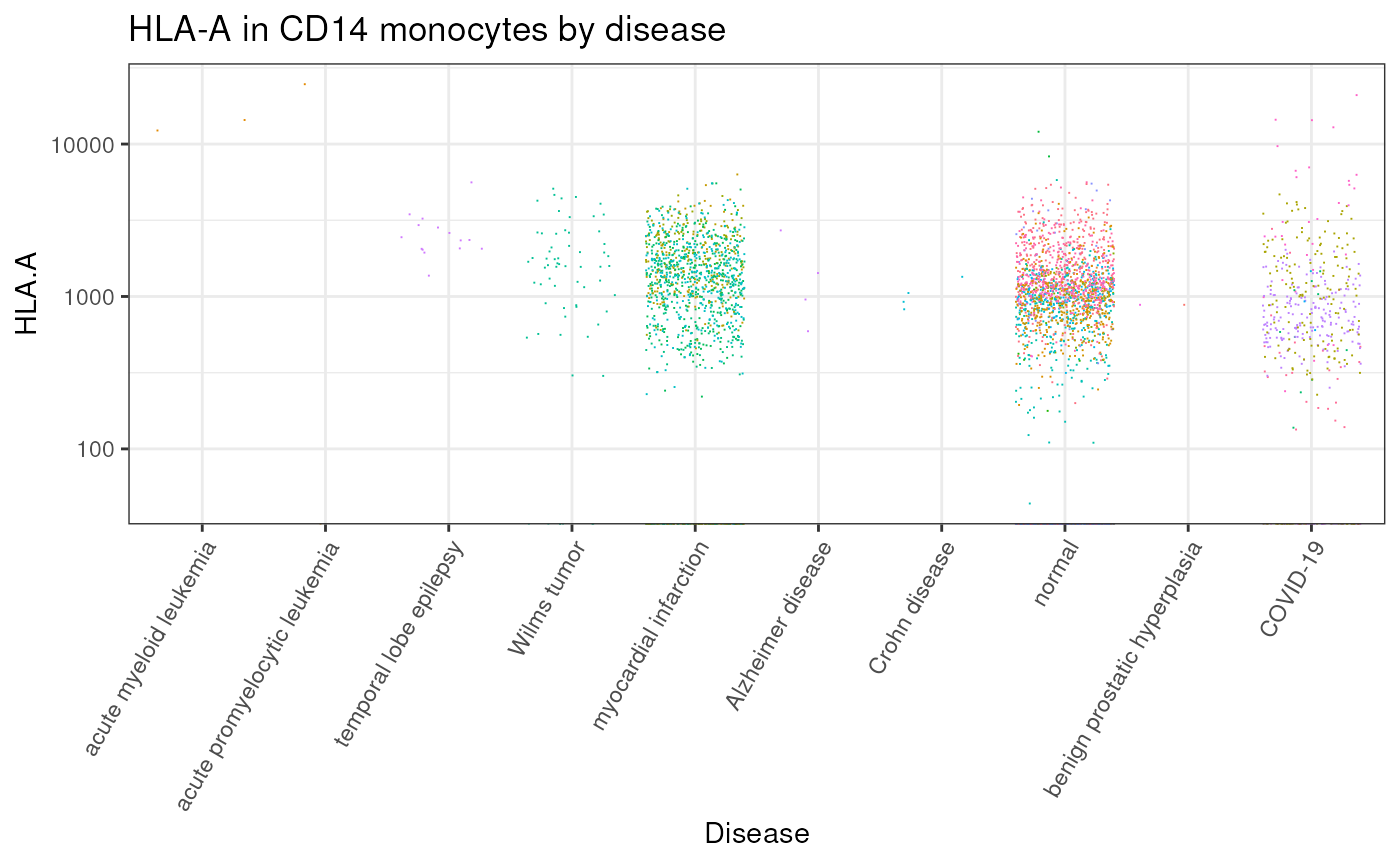 HLA-A in CD14 monocytes by disease
HLA.A
10000
1000
100
acute myeloid leukemia
acute promyelocytic leukemia
temporal lobe epilepsy
Wilms tumor
myocardial infarction
Alzheimer disease
Crohn disease
normal
benign prostatic hyperplasia
COVID-19
Disease